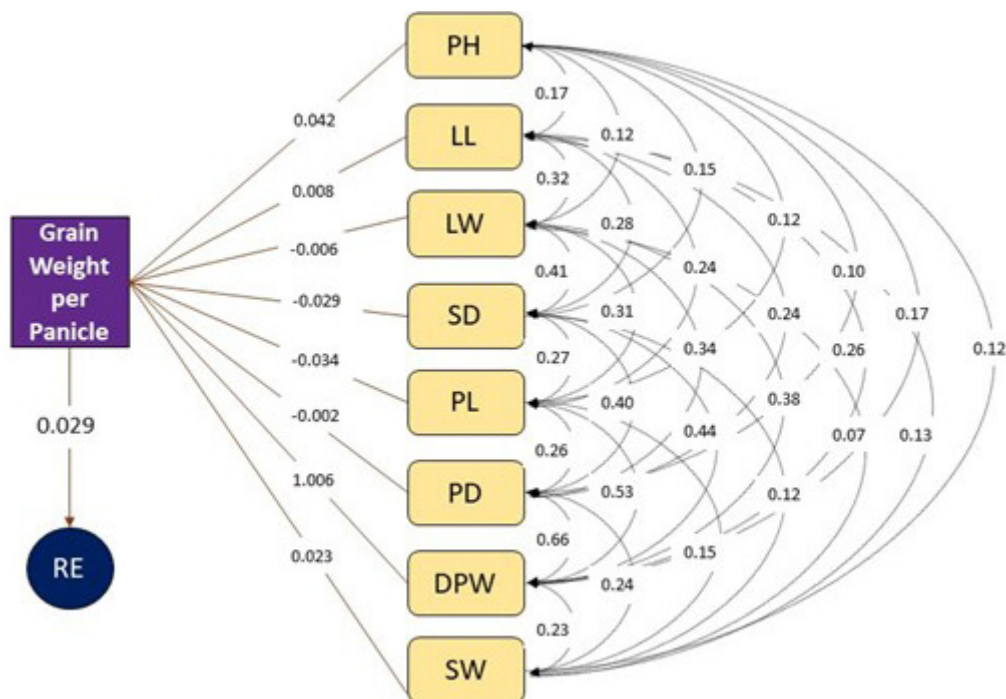 PH
0.17
0.042
0.12
LL
0.15
0.32
0.008
LW
0.28
0.12
Grain
Weight
per
Panicle
-0.006
0.41
0.24
0.10
-0.029
SD
0.31
0.24
0.17
0.27
0.34
0.26
0.12
-0.034
PL
0.40
0.38
0.029
-0.002
0.26
0.44
0.07
0.13
1.006
PD
0.53
0.12
0.66
0.15
0.023
RE
DPW
0.24
0.23
SW